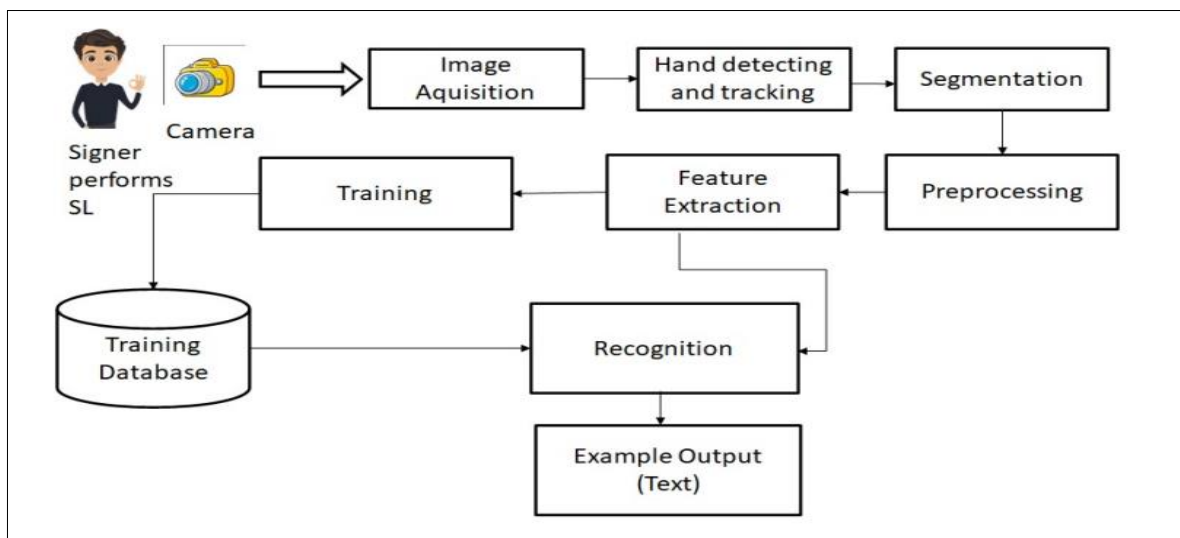 Camera
Signer
performs
SL
Image
Aquisition
Hand detecting
and tracking
Segmentation
Preprocessing
Feature
Extraction
Training
Training
Database
Recognition
Example Output
(Text)